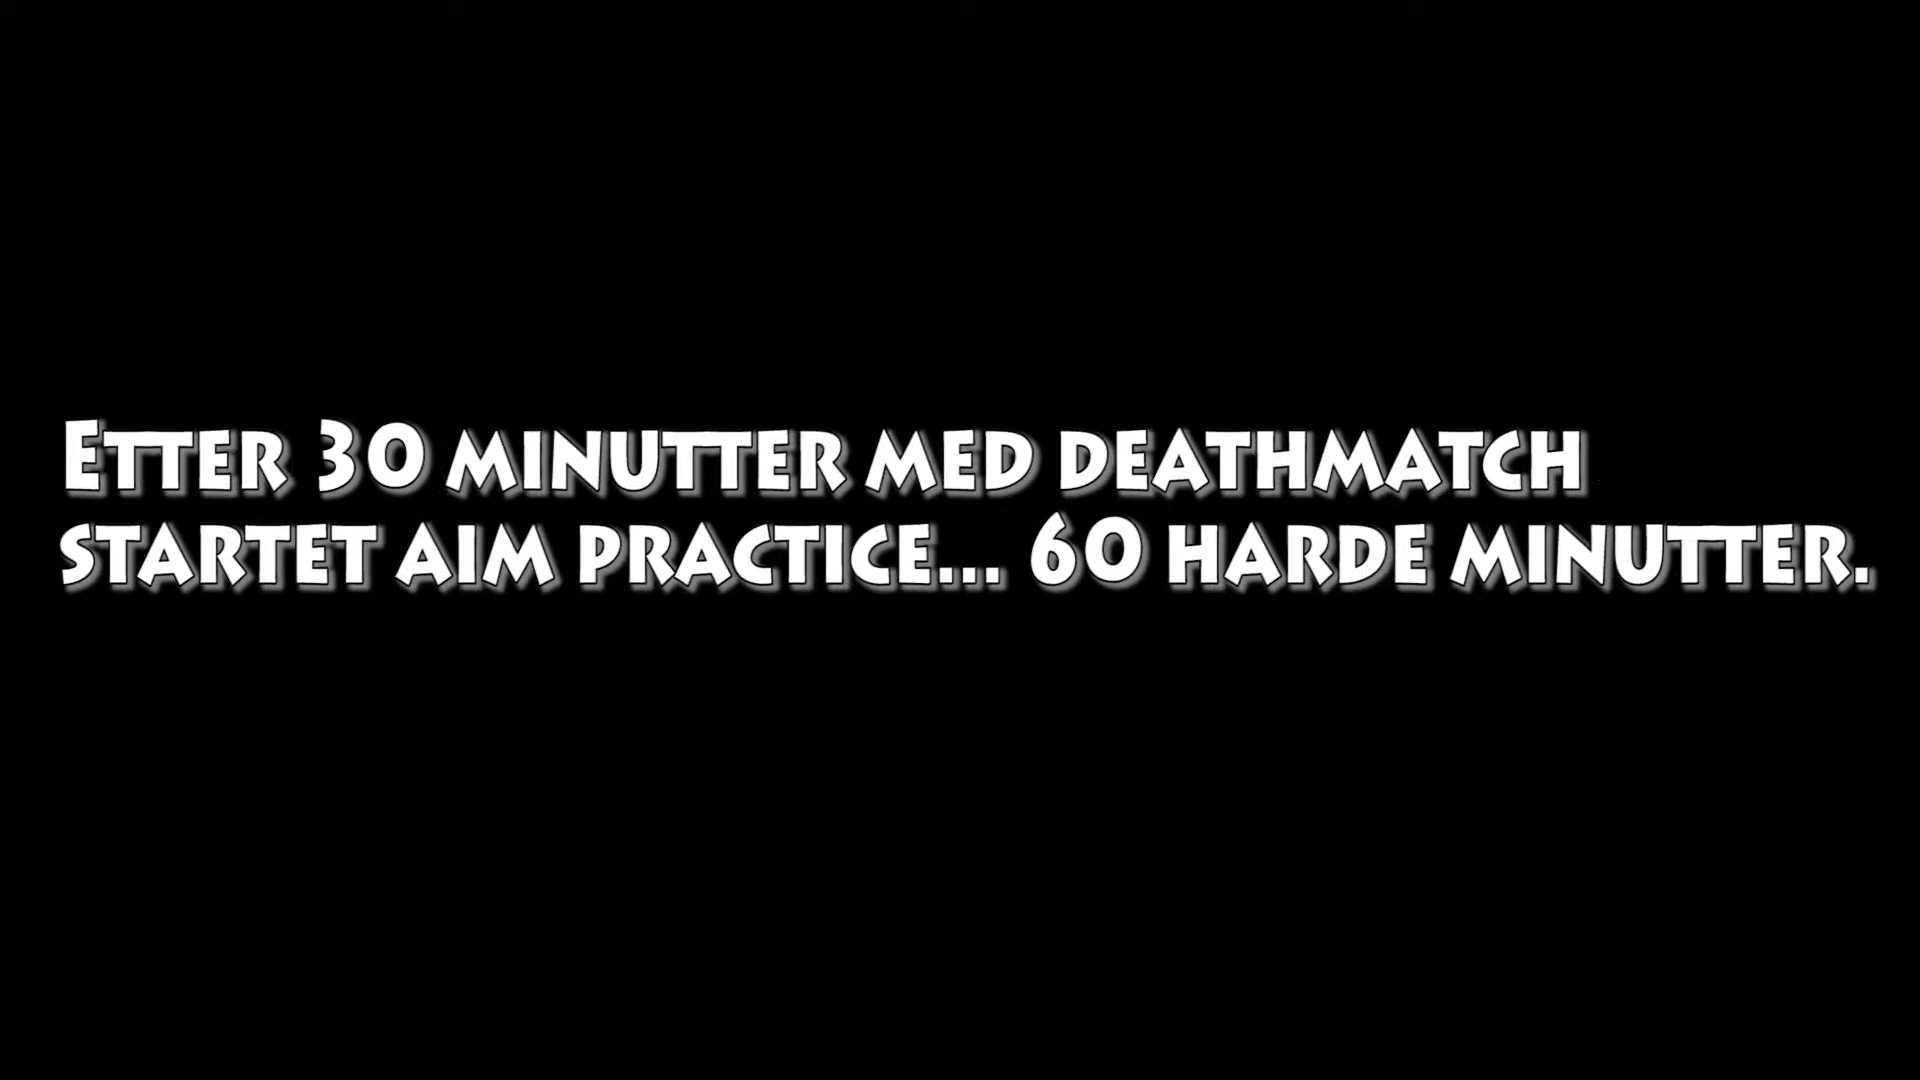 Etter 30 minutter med deathmatch
startet aim practice... 60 harde minutter.